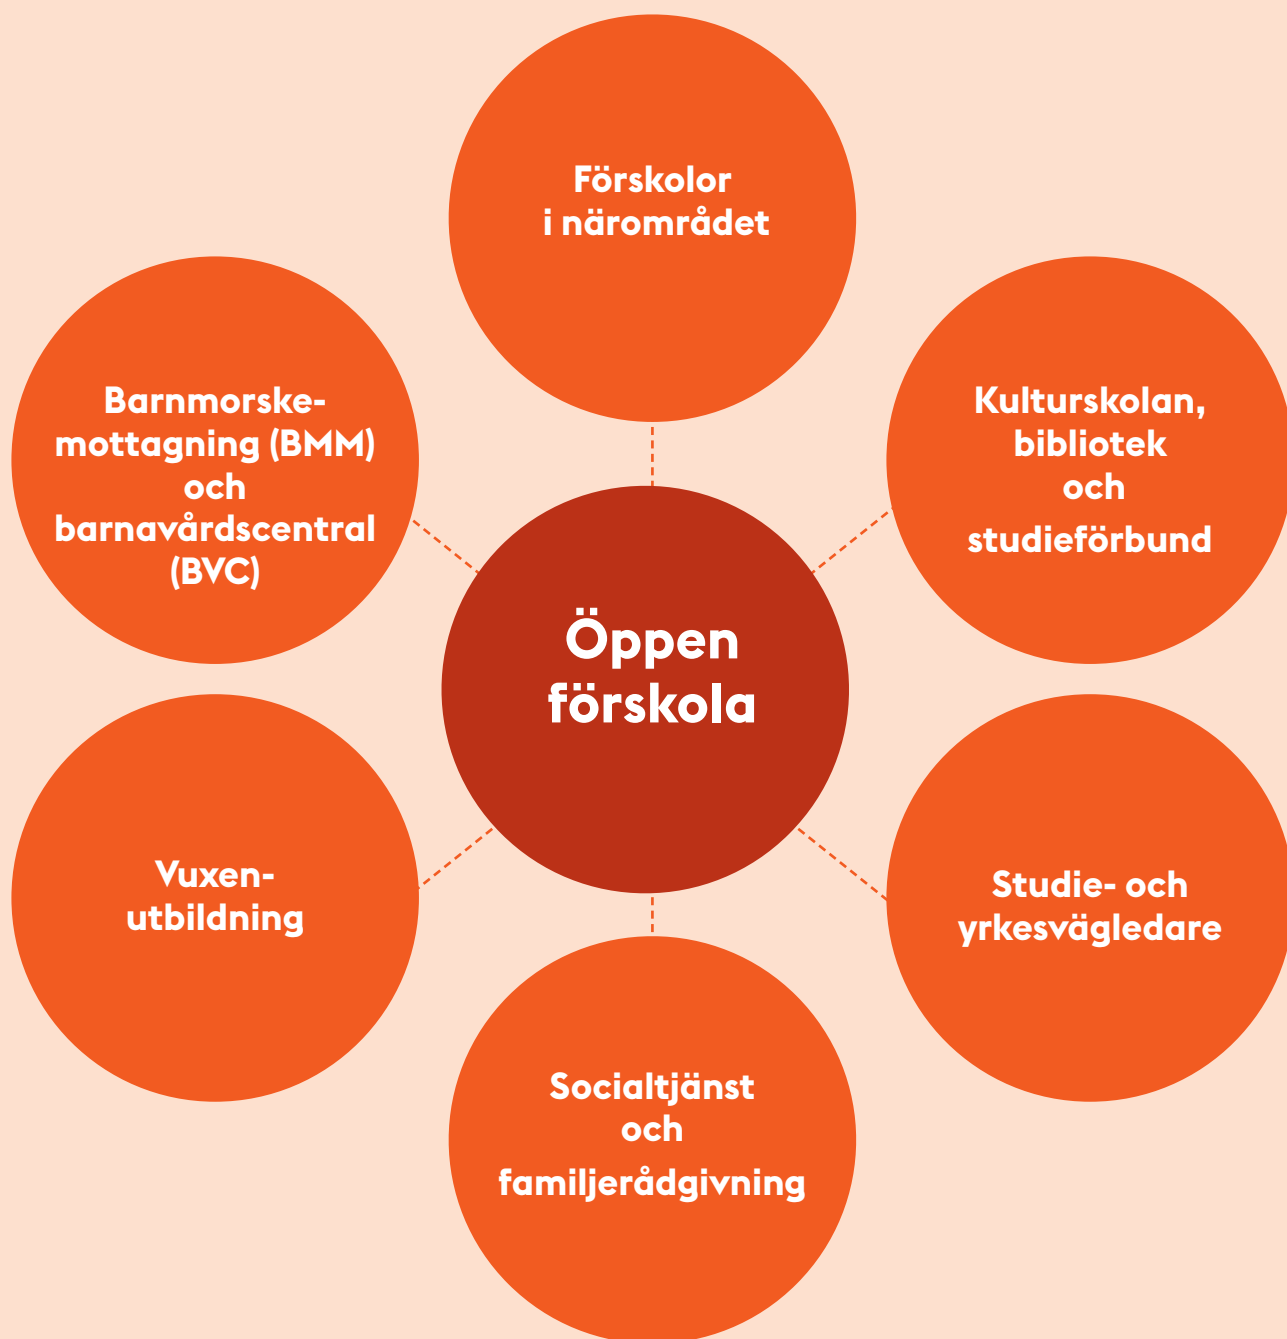 Förskolor
i närområdet
Barnmorske-
mottagning (BMM)
och
barnavårdscentral
(BVC)
Kulturskolan,
bibliotek
och
studieförbund
Öppen
förskola
Vuxen-
utbildning
Studie- och
yrkesvägledare
Socialtjänst
och
familjerådgivning